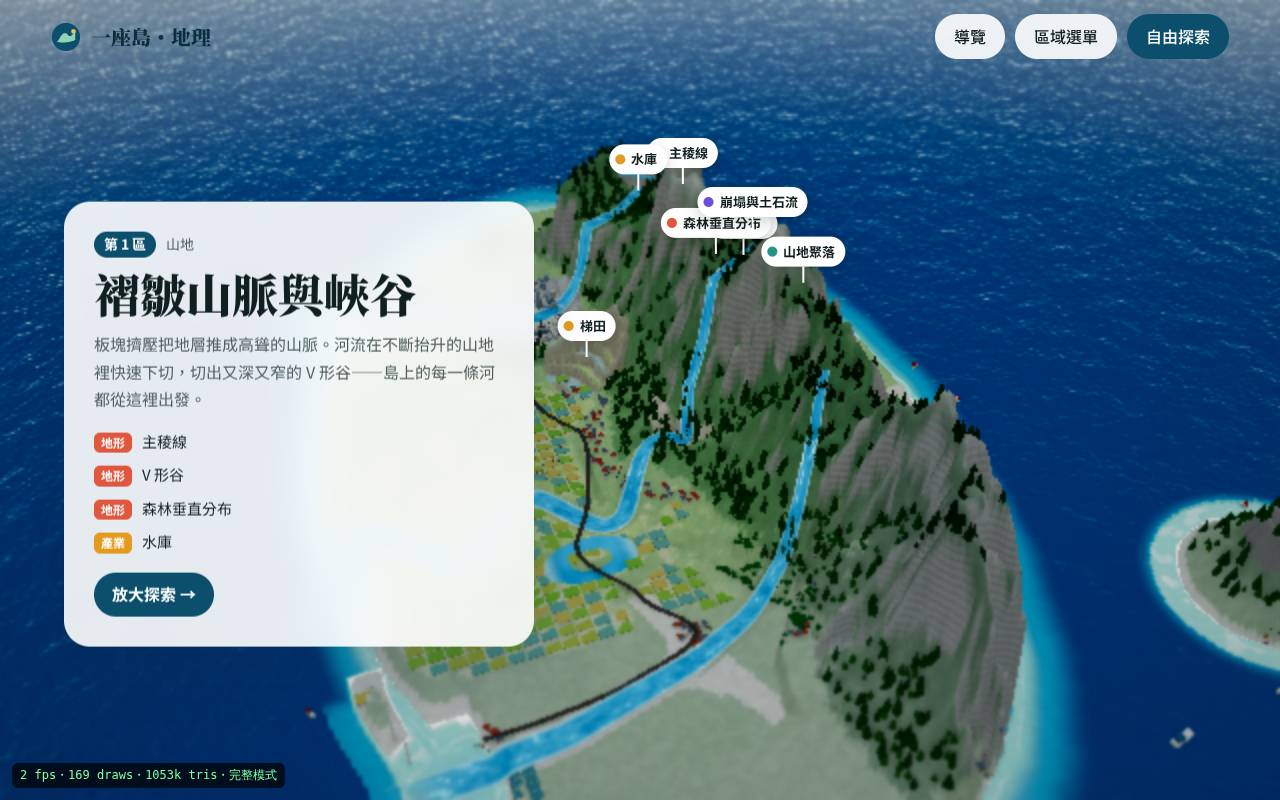 一座島・地理
導覽
區域選單
自由探索
水庫
主稜線
崩塌與土石流
森林垂直分布
山地聚落
梯田
第 1 區
山地
褶皺山脈與峽谷
板塊擠壓把地層推成高聳的山脈。河流在不斷抬升的山地
裡快速下切，切出又深又窄的 V 形谷——島上的每一條河
都從這裡出發。
地形 主稜線
地形 V 形谷
地形 森林垂直分布
產業 水庫
放大探索 →
2 fps · 169 draws · 1053k tris · 完整模式